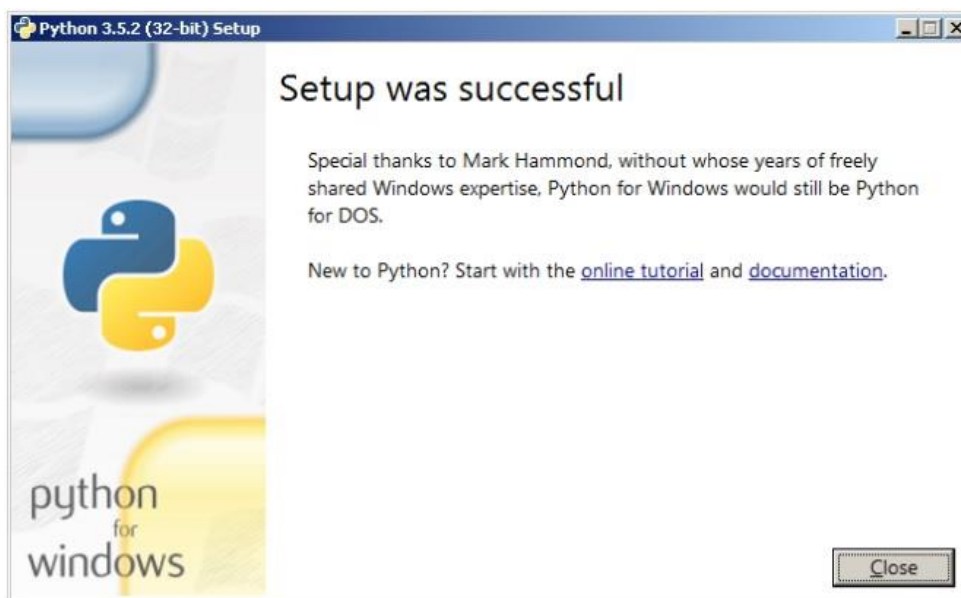 Python 3.5.2 (32-bit) Setup
Setup was successful
Special thanks to Mark Hammond, without whose years of freely
shared Windows expertise, Python for Windows would still be Python
for DOS.
New to Python? Start with the online tutorial and documentation.
python
for
windows
Close